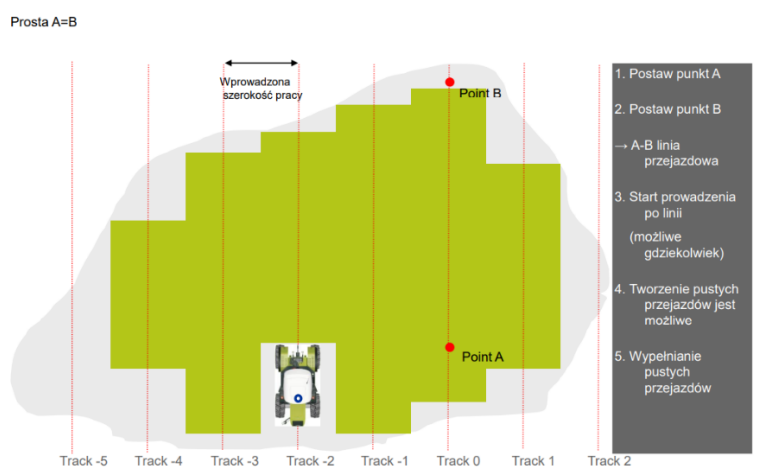 Prosta A=B
Wprowadzona
szerokość pracy
Point B
Point A
1. Postaw punkt A
2. Postaw punkt B
→ A-B linia
przejazdowa
3. Start prowadzenia
po linii
(możliwe
gdziekolwiek)
4. Tworzenie pustych
przejazdów jest
możliwe
5. Wypełnianie
pustych
przejazdów
Track -5
Track -4
Track -3
Track -2
Track -1
Track 0
Track 1
Track 2